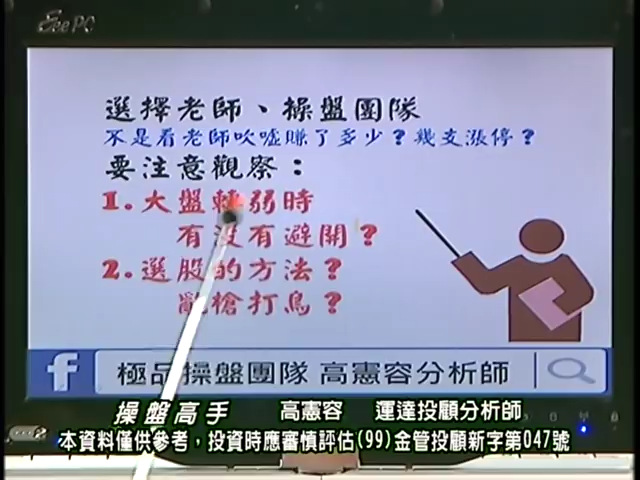 See PC
選擇老師、操盤團隊
不是看老師吹噓賺了多少？幾支漲停？
要注意觀察：
1.大盤轉弱時
有沒有避開？
2.選股的方法？
亂槍打鳥？
f 極品操盤團隊 高憲容分析師
操盤高手 高憲容 運達投顧分析師
本資料僅供參考，投資時應審慎評估(99)金管投顧新字第047號